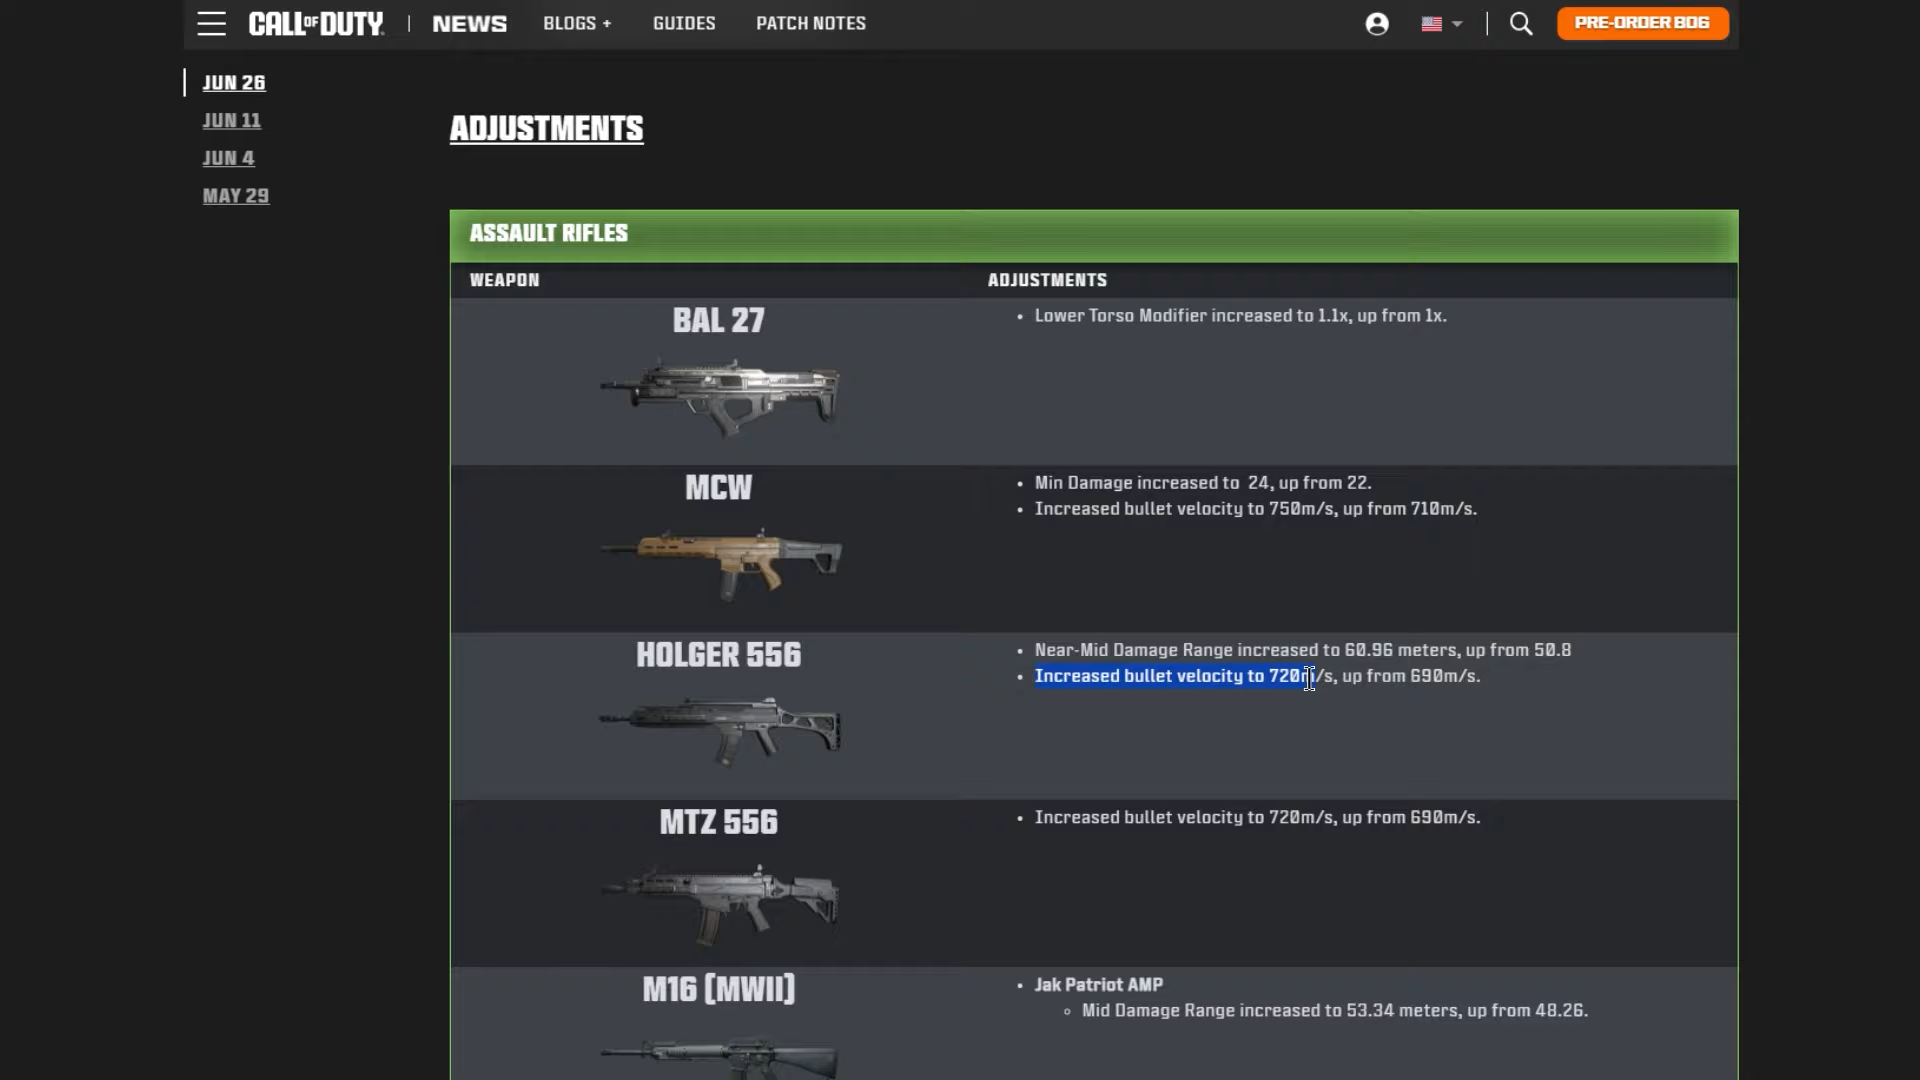 CALL OF DUTY | NEWS BLOGS + GUIDES PATCH NOTES PRE-ORDER BO6
JUN 26
JUN 11
JUN 4
MAY 29
ADJUSTMENTS
ASSAULT RIFLES
WEAPON ADJUSTMENTS
BAL 27
• Lower Torso Modifier increased to 1.1x, up from 1x.
MCW
• Min Damage increased to 24, up from 22.
• Increased bullet velocity to 750m/s, up from 710m/s.
HOLGER 556
• Near-Mid Damage Range increased to 60.96 meters, up from 50.8
• Increased bullet velocity to 720m/s, up from 690m/s.
MTZ 556
• Increased bullet velocity to 720m/s, up from 690m/s.
M16 (MWII)
• Jak Patriot AMP
◦ Mid Damage Range increased to 53.34 meters, up from 48.26.